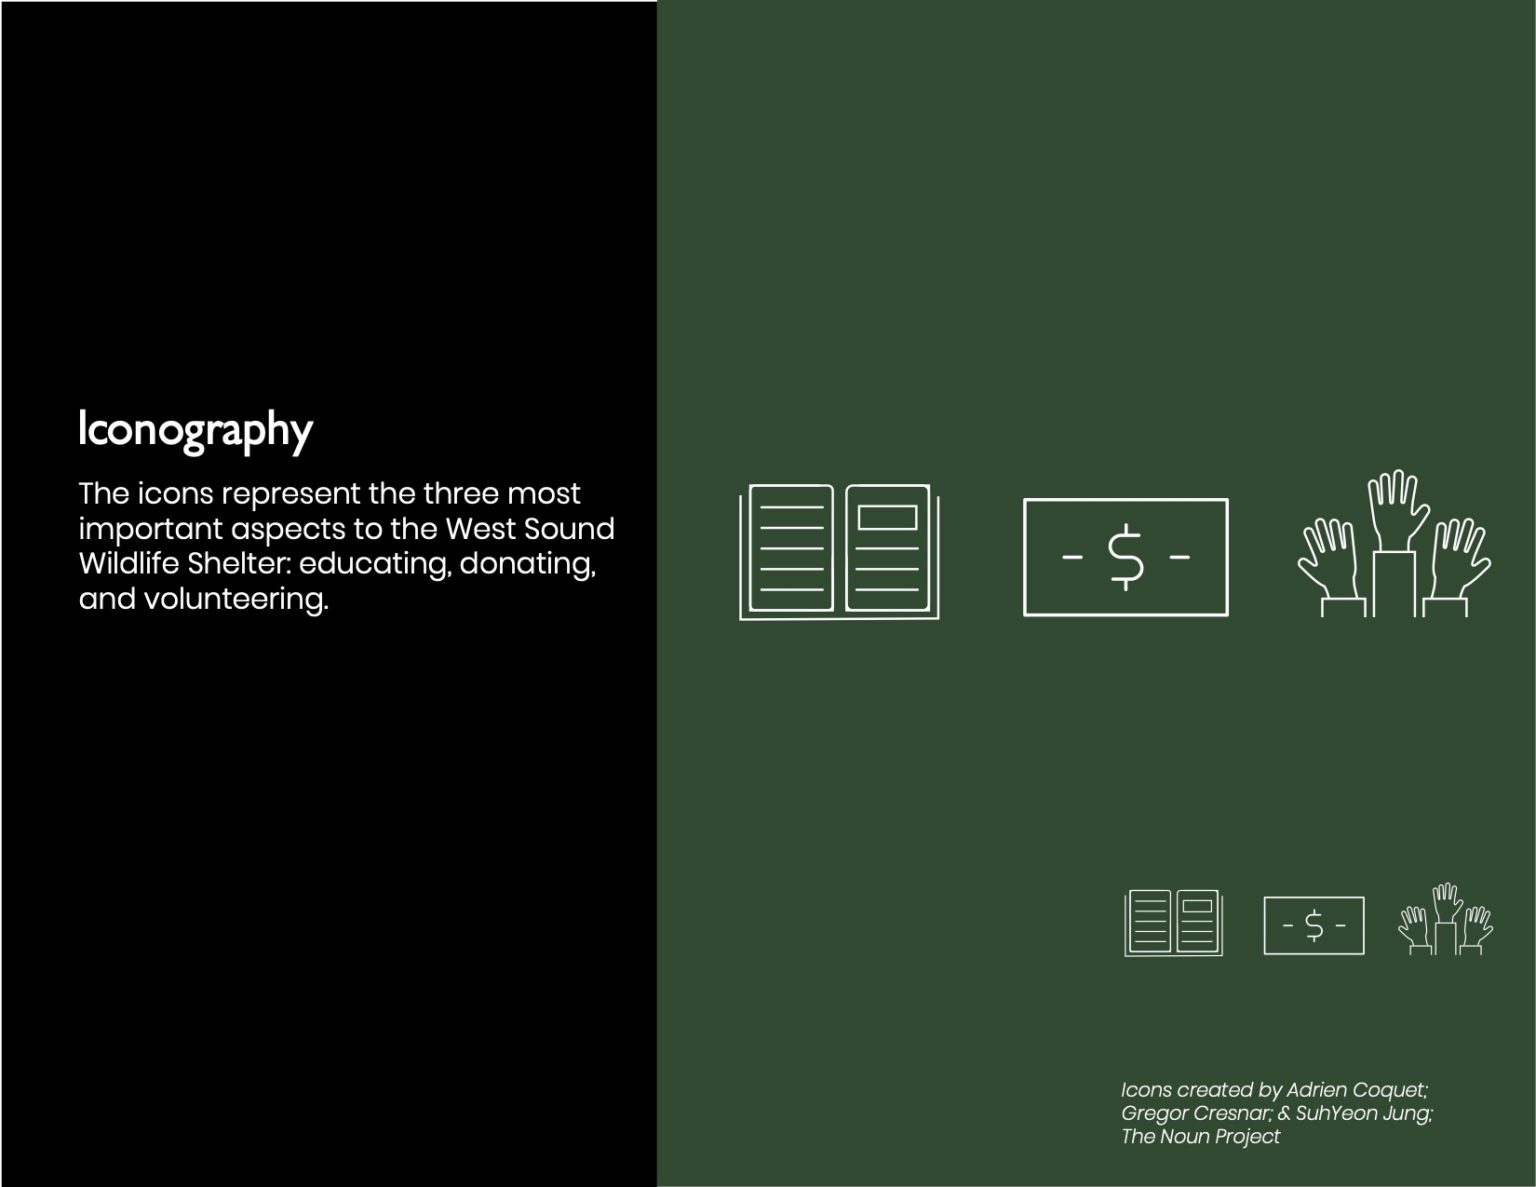 Iconography
The icons represent the three most
important aspects to the West Sound
Wildlife Shelter: educating, donating,
and volunteering.
$
$
Icons created by Adrien Coquet;
Gregor Cresnar; & SuhYeon Jung;
The Noun Project